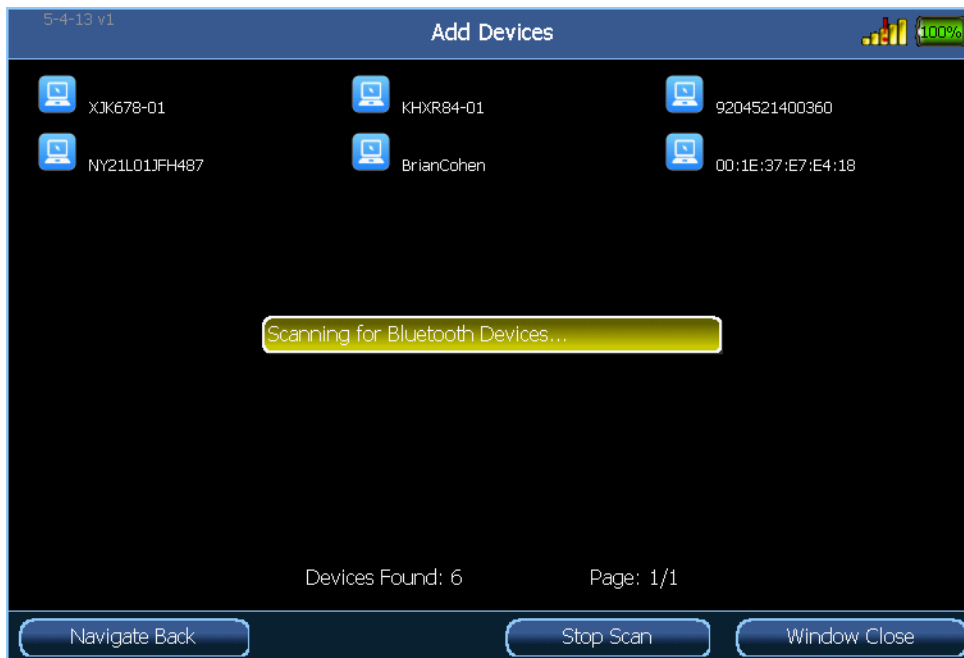 5-4-13 v1
Add Devices
100%
XJK678-01
KHXR84-01
9204521400360
NY21L01JFH487
BrianCohen
00:1E:37:E7:E4:18
Scanning for Bluetooth Devices...
Devices Found: 6
Page: 1/1
Navigate Back
Stop Scan
Window Close